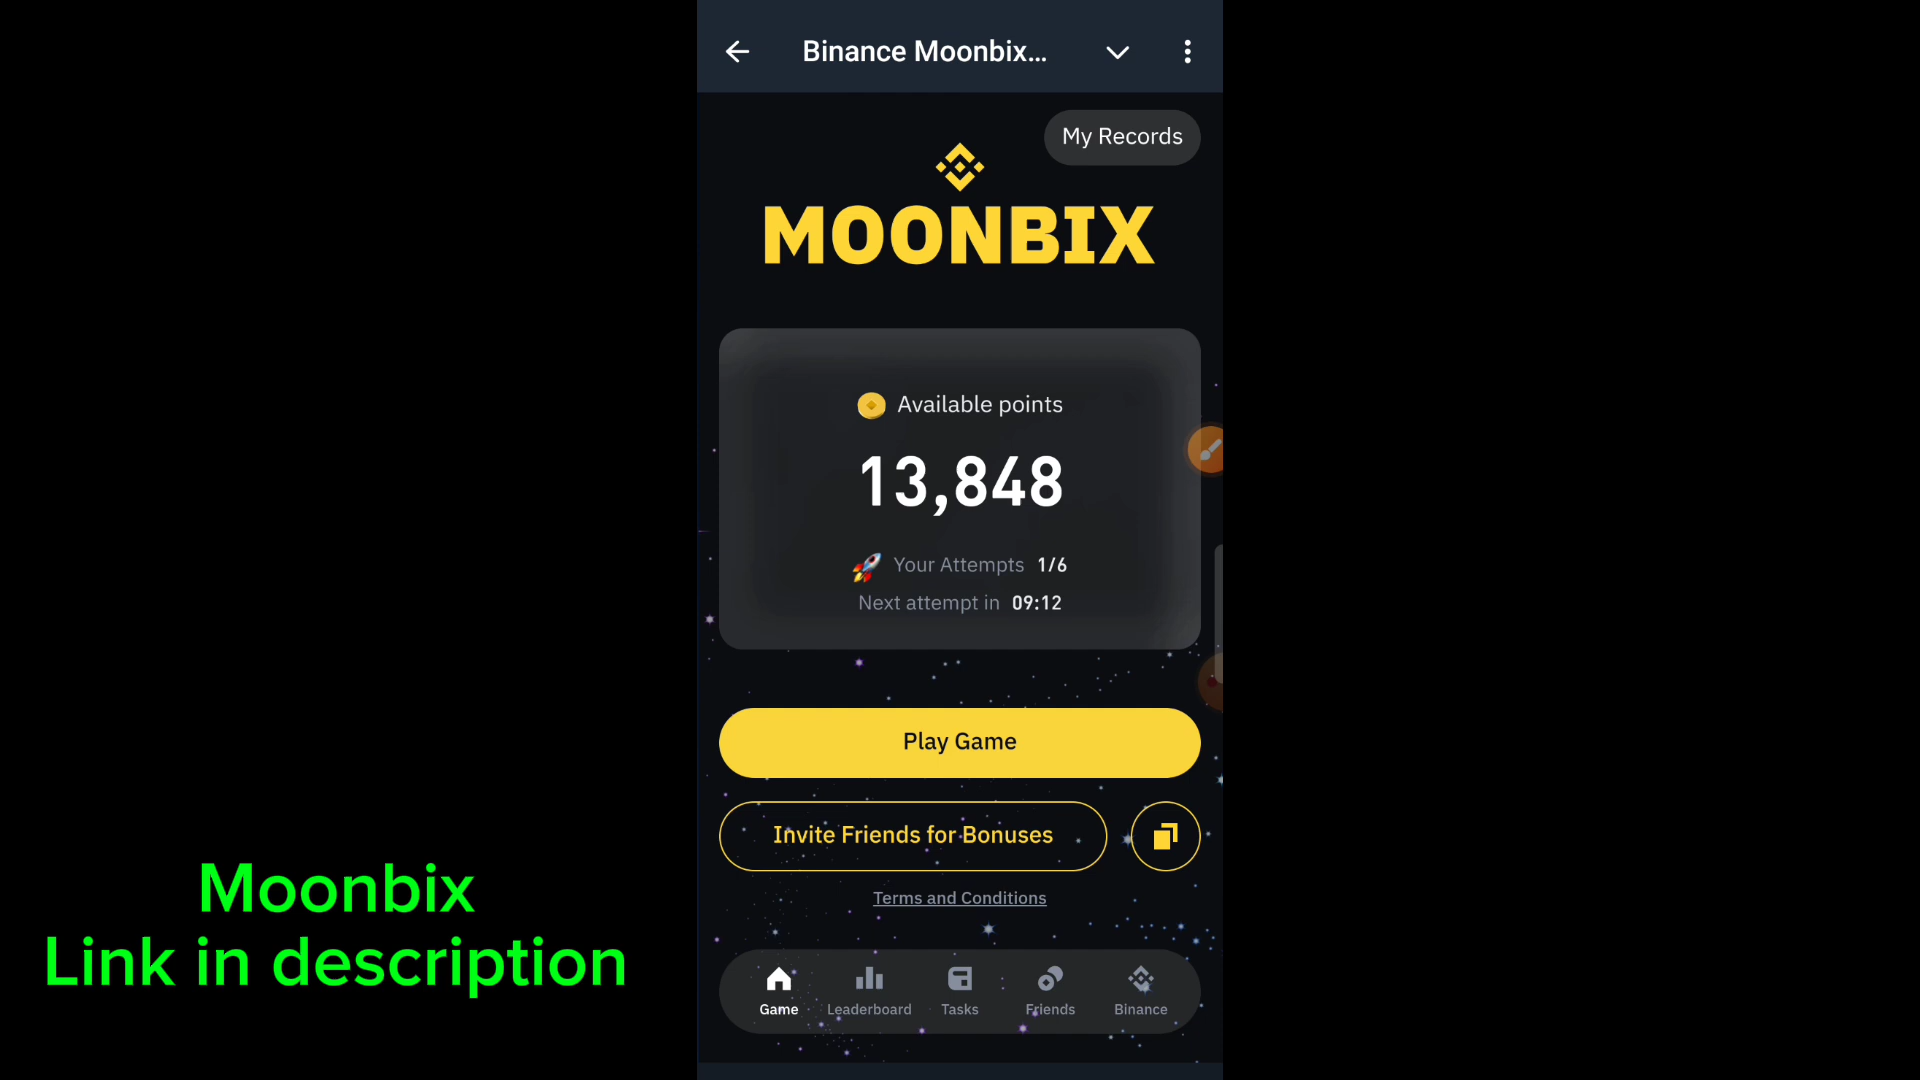 Binance Moonbix...
My Records
MOONBIX
Available points
13,848
Your Attempts 1/6
Next attempt in 09:12
Play Game
Invite Friends for Bonuses
Terms and Conditions
Game Leaderboard Tasks Friends Binance
Moonbix
Link in description